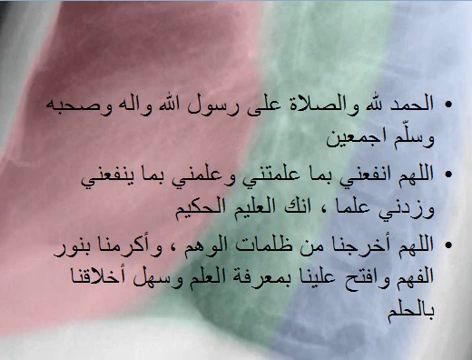 • الحمد لله والصلاة على رسول الله واله وصحبه
وسلّم اجمعين
• اللهم انفعني بما علمتني وعلمني بما ينفعني
وزدني علما ، انك العليم الحكيم
• اللهم أخرجنا من ظلمات الوهم ، وأكرمنا بنور
الفهم وافتح علينا بمعرفة العلم وسهل أخلاقنا
بالحلم